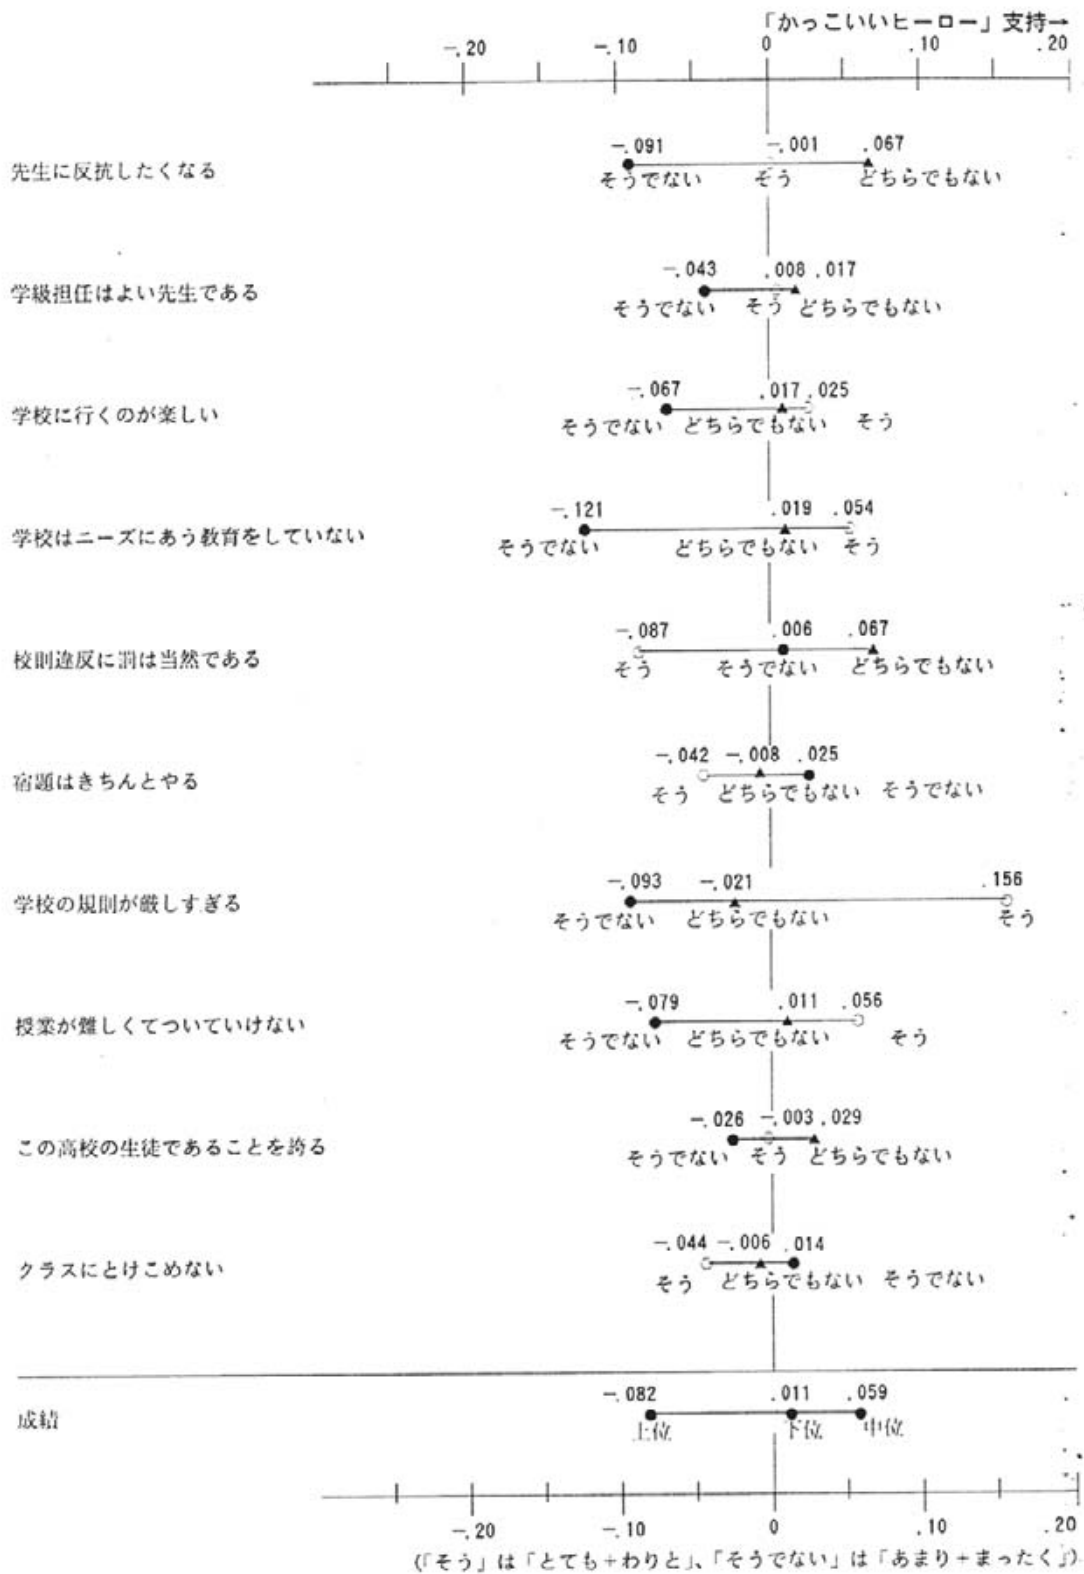 「かっこいいヒーロー」支持→
−.20 −.10 0 .10 .20
−.091 −.001 .067
先生に反抗したくなる
そうでない そう どちらでもない
−.043 .008 .017
学級担任はよい先生である
そうでない そう どちらでもない
−.067 .017 .025
学校に行くのが楽しい
そうでない どちらでもない そう
−.121 .019 .054
学校はニーズにあう教育をしていない
そうでない どちらでもない そう
−.087 .006 .067
校則違反に罰は当然である
そう そうでない どちらでもない
−.042 −.008 .025
宿題はきちんとやる
そう どちらでもない そうでない
−.093 −.021 .156
学校の規則が厳しすぎる
そうでない どちらでもない そう
−.079 .011 .056
授業が難しくてついていけない
そうでない どちらでもない そう
−.026 −.003 .029
この高校の生徒であることを誇る
そうでない そう どちらでもない
−.044 −.006 .014
クラスにとけこめない
そう どちらでもない そうでない
−.082 .011 .059
成績
上位 下位 中位
−.20 −.10 0 .10 .20
(「そう」は「とても+わりと」、「そうでない」は「あまり+まったく」)